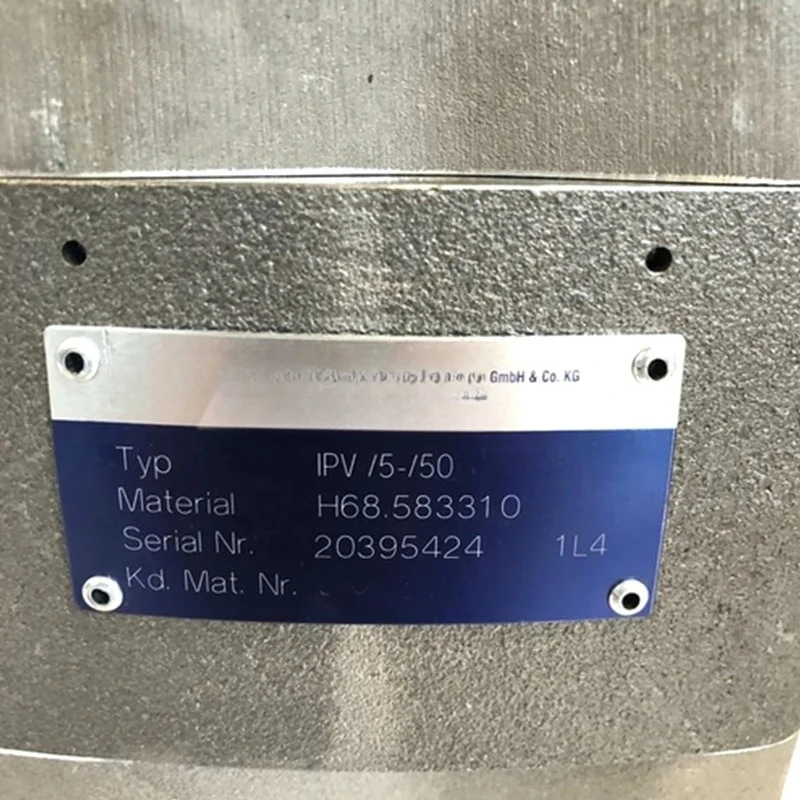 GmbH & Co. KG
Typ IPV /5-/50
Material H68.583310
Serial Nr. 20395424 1L4
Kd. Mat. Nr.